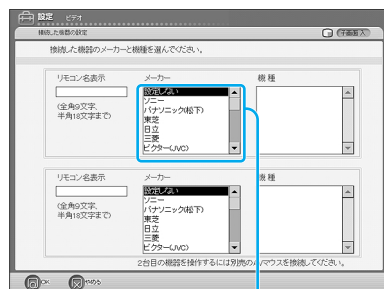 設定 ビデオ
接続した機器の設定
子画面入
接続した機器のメーカーと機種を選んでください。
リモコン名表示 メーカー 機種
設定しない
ソニー
(全角9文字、 パナソニック(松下)
半角18文字まで) 東芝
日立
三菱
ビクター(JVC)
リモコン名表示 メーカー 機種
設定しない
ソニー
(全角9文字、 パナソニック(松下)
半角18文字まで) 東芝
日立
三菱
ビクター(JVC)
2台目の機器を操作するには別売のAVマウスを接続してください。
OK やめる